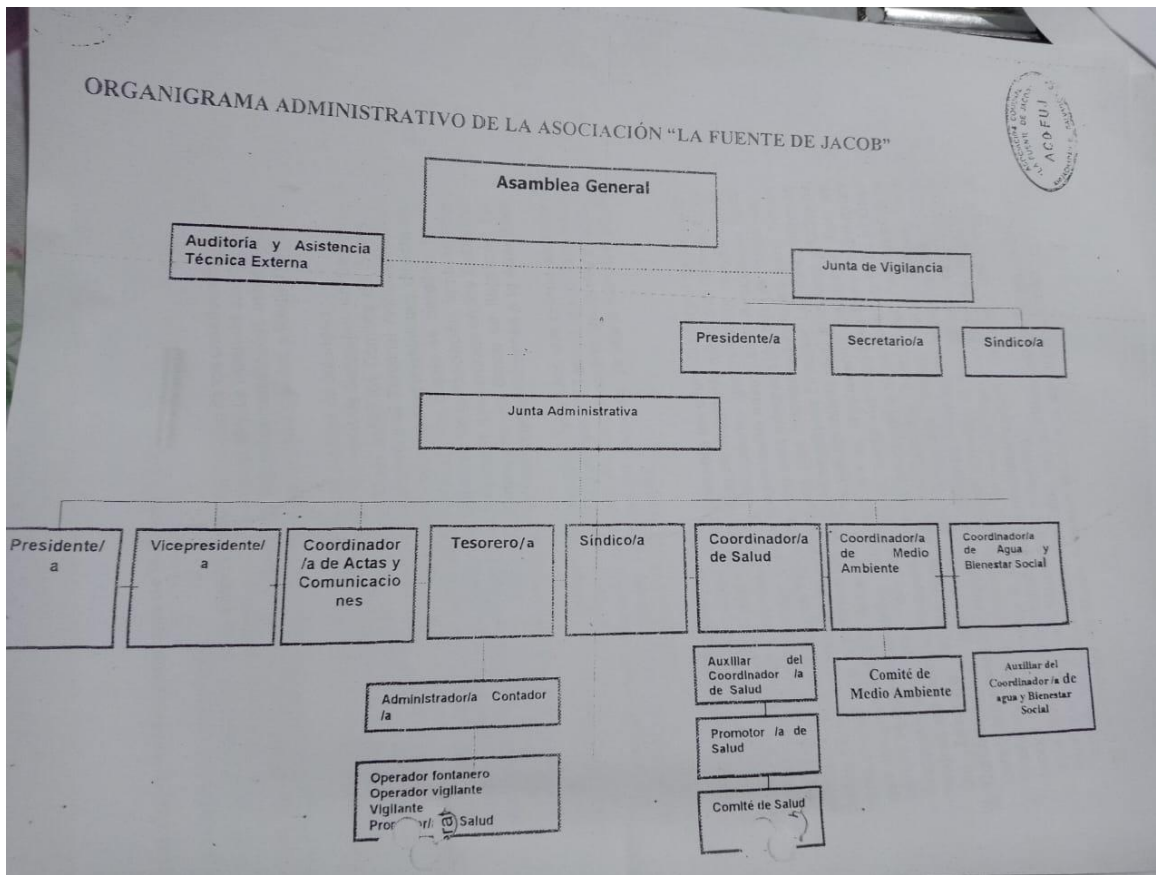 ORGANIGRAMA ADMINISTRATIVO DE LA ASOCIACIÓN “LA FUENTE DE JACOB”
ACOFUJ
Asamblea General
Auditoría y Asistencia
Técnica Externa
Junta de Vigilancia
Presidente/a
Secretario/a
Sindico/a
Junta Administrativa
Presidente/
a
Vicepresidente/
a
Coordinador
/a de Actas y
Comunicacio
nes
Tesorero/a
Síndico/a
Coordinador/a
de Salud
Coordinador/a
de Medio
Ambiente
Coordinador/a
de Agua y
Bienestar Social
Administrador/a Contador
/a
Operador fontanero
Operador vigilante
Vigilante
Salud
Auxiliar del
Coordinador /a
de Salud
Promotor /a de
Salud
Comité de Salud
Comité de
Medio Ambiente
Auxiliar del
Coordinador /a de
agua y Bienestar
Social